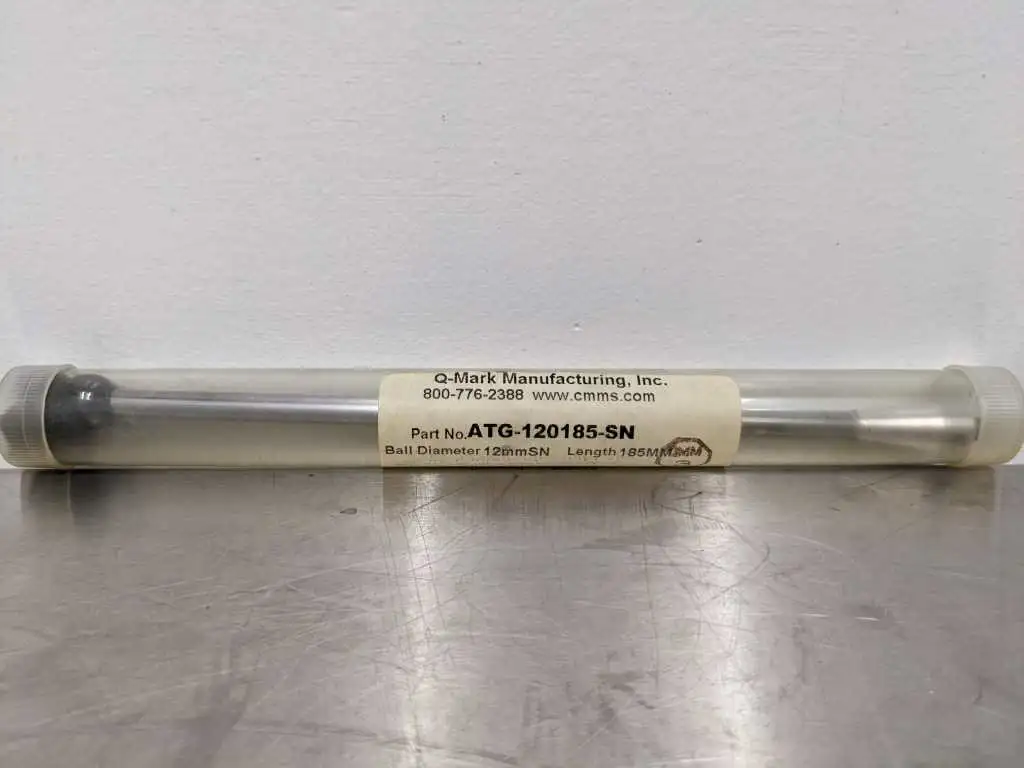 Q-Mark Manufacturing, Inc.
800-776-2388 www.cmms.com
Part No.ATG-120185-SN
Ball Diameter 12mmSN Length 185MM